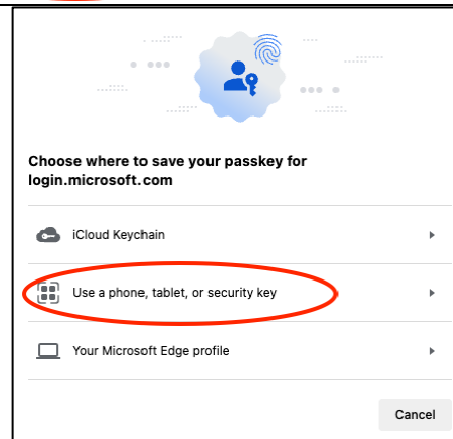 Choose where to save your passkey for
login.microsoft.com
iCloud Keychain
Use a phone, tablet, or security key
Your Microsoft Edge profile
Cancel